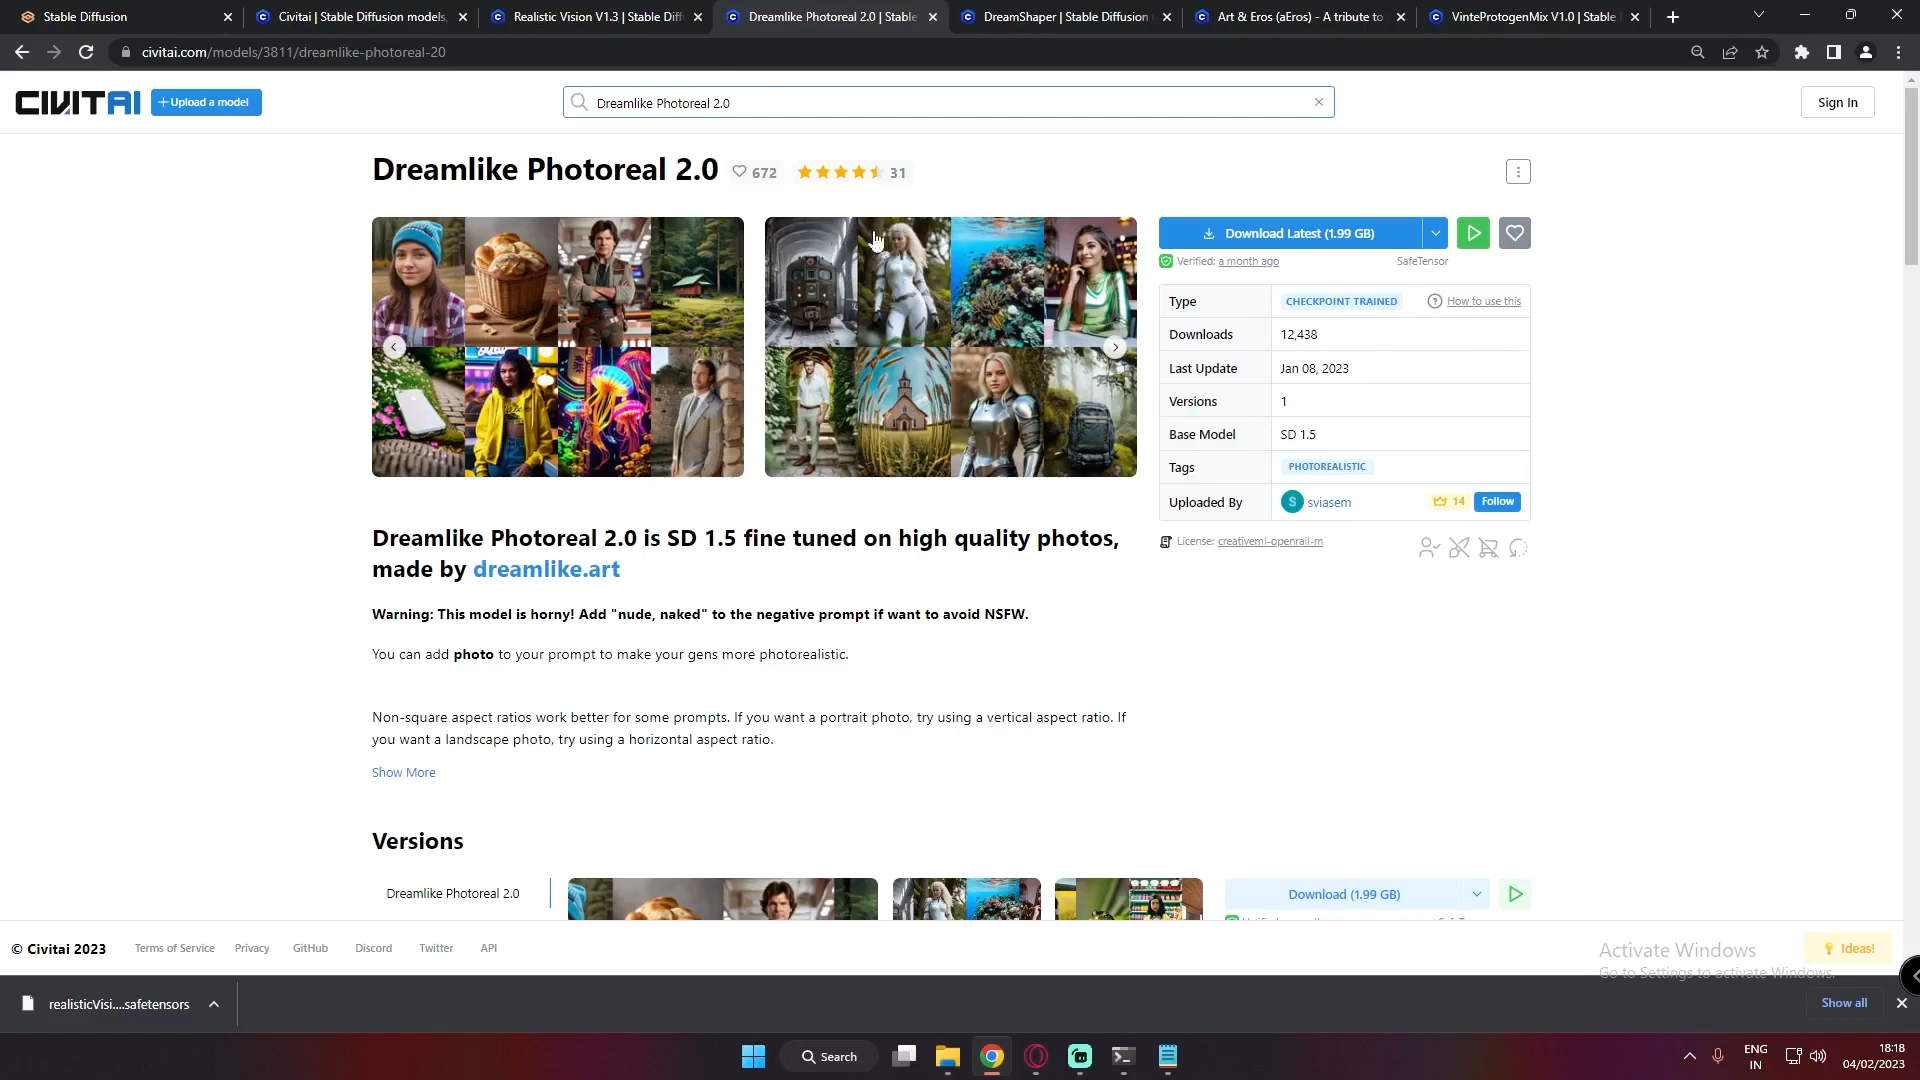 Stable Diffusion
Civitai | Stable Diffusion models,
Realistic Vision V1.3 | Stable Diff
Dreamlike Photoreal 2.0 | Stable
DreamShaper | Stable Diffusion
Art & Eros (aEros) - A tribute to
VinteProtogenMix V1.0 | Stable
civitai.com/models/3811/dreamlike-photoreal-20
CIVITAI
+ Upload a model
Dreamlike Photoreal 2.0
Sign In
Dreamlike Photoreal 2.0
672
31
Download Latest (1.99 GB)
Verified: a month ago
SafeTensor
Type
CHECKPOINT TRAINED
How to use this
Downloads
12,438
Last Update
Jan 08, 2023
Versions
1
Base Model
SD 1.5
Tags
PHOTOREALISTIC
Uploaded By
S
sviasem
14
Follow
License: creativeml-openrail-m
Dreamlike Photoreal 2.0 is SD 1.5 fine tuned on high quality photos,
made by dreamlike.art
Warning: This model is horny! Add "nude, naked" to the negative prompt if want to avoid NSFW.
You can add photo to your prompt to make your gens more photorealistic.
Non-square aspect ratios work better for some prompts. If you want a portrait photo, try using a vertical aspect ratio. If
you want a landscape photo, try using a horizontal aspect ratio.
Show More
Versions
Dreamlike Photoreal 2.0
Download (1.99 GB)
© Civitai 2023
Terms of Service
Privacy
GitHub
Discord
Twitter
API
Activate Windows
Go to Settings to activate Windows.
Ideas!
realisticVisi....safetensors
Show all
Search
ENG
IN
18:18
04/02/2023